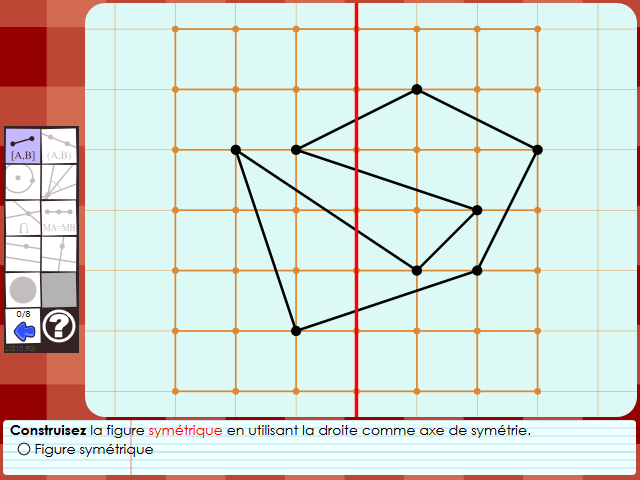 [A,B]
(A,B)
∩
MA=MB
0/8
?
Construisez la figure symétrique en utilisant la droite comme axe de symétrie.
Figure symétrique